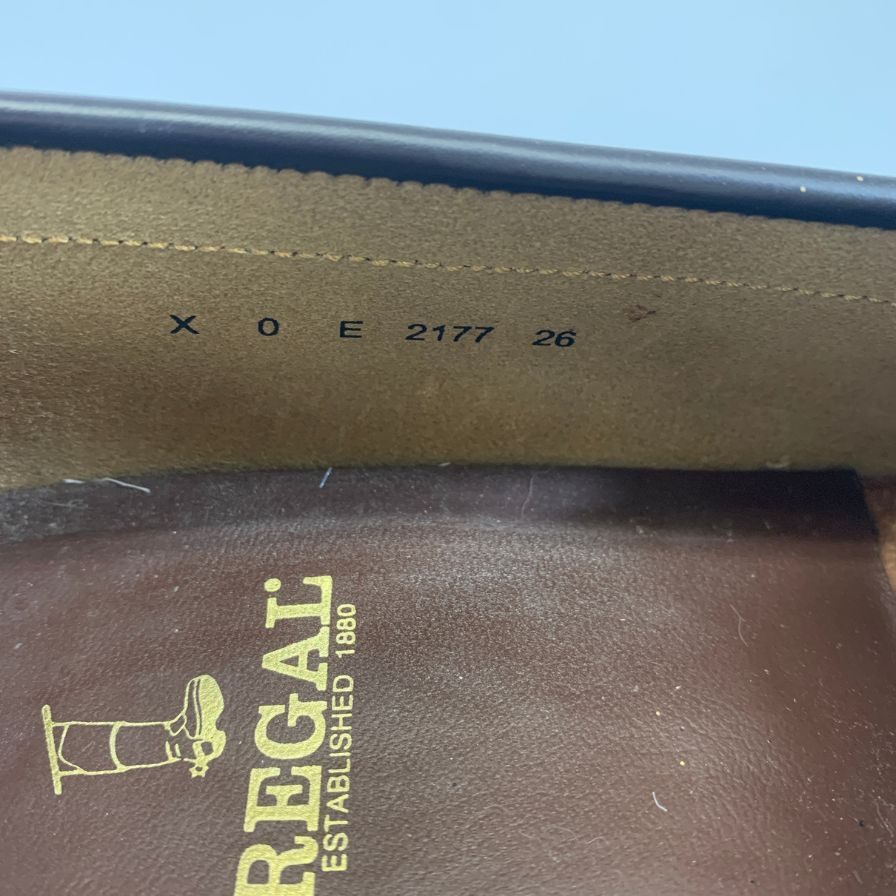 X 0 E 2177 26
REGAL
ESTABLISHED 1880